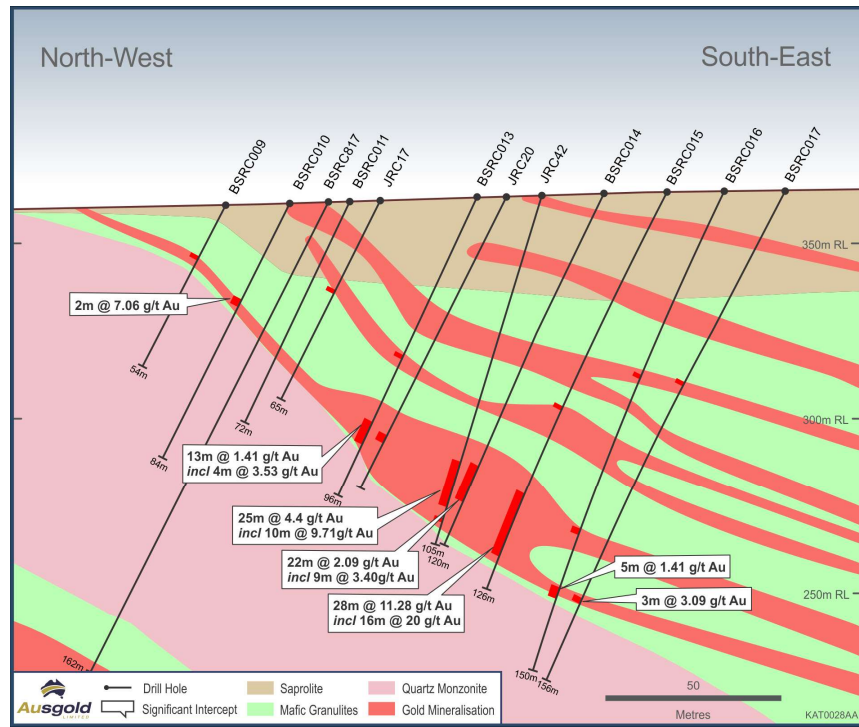 North-West
South-East
BSRC009
BSRC010
BSRC817
BSRC011
JRC17
BSRC013
JRC20
JRC42
BSRC014
BSRC015
BSRC016
BSRC017
350m RL
2m @ 7.06 g/t Au
54m
65m
72m
300m RL
84m
13m @ 1.41 g/t Au
incl 4m @ 3.53 g/t Au
96m
25m @ 4.4 g/t Au
incl 10m @ 9.71g/t Au
105m
120m
22m @ 2.09 g/t Au
incl 9m @ 3.40g/t Au
126m
28m @ 11.28 g/t Au
incl 16m @ 20 g/t Au
5m @ 1.41 g/t Au
3m @ 3.09 g/t Au
250m RL
162m
150m
156m
Ausgold
LIMITED
Drill Hole
Significant Intercept
Saprolite
Mafic Granulites
Quartz Monzonite
Gold Mineralisation
50
Metres
KAT0028AA